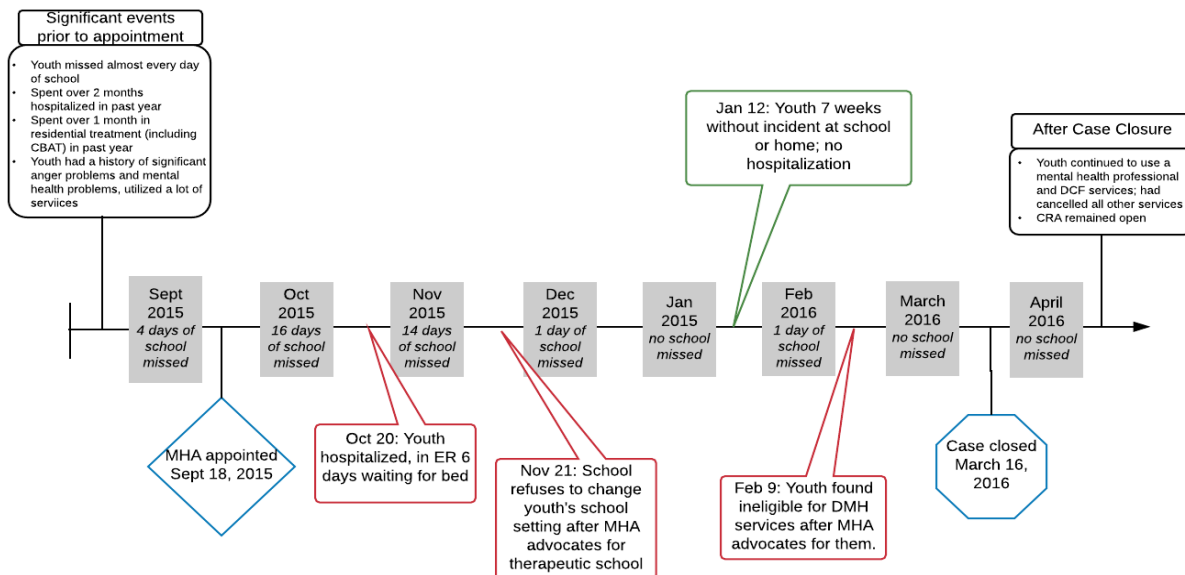 Significant events
prior to appointment
• Youth missed almost every day
of school
• Spent over 2 months
hospitalized in past year
• Spent over 1 month in
residential treatment (including
CBAT) in past year
• Youth had a history of significant
anger problems and mental
health problems, utilized a lot of
serviices
Jan 12: Youth 7 weeks
without incident at school
or home; no
hospitalization
After Case Closure
• Youth continued to use a
mental health professional
and DCF services; had
cancelled all other services
• CRA remained open
Sept
2015
4 days of
school
missed
Oct
2015
16 days
of school
missed
Nov
2015
14 days
of school
missed
Dec
2015
1 day of
school
missed
Jan
2015
no school
missed
Feb
2016
1 day of
school
missed
March
2016
no school
missed
April
2016
no school
missed
MHA appointed
Sept 18, 2015
Oct 20: Youth
hospitalized, in ER 6
days waiting for bed
Nov 21: School
refuses to change
youth's school
setting after MHA
advocates for
therapeutic school
Feb 9: Youth found
ineligible for DMH
services after MHA
advocates for them.
Case closed
March 16,
2016